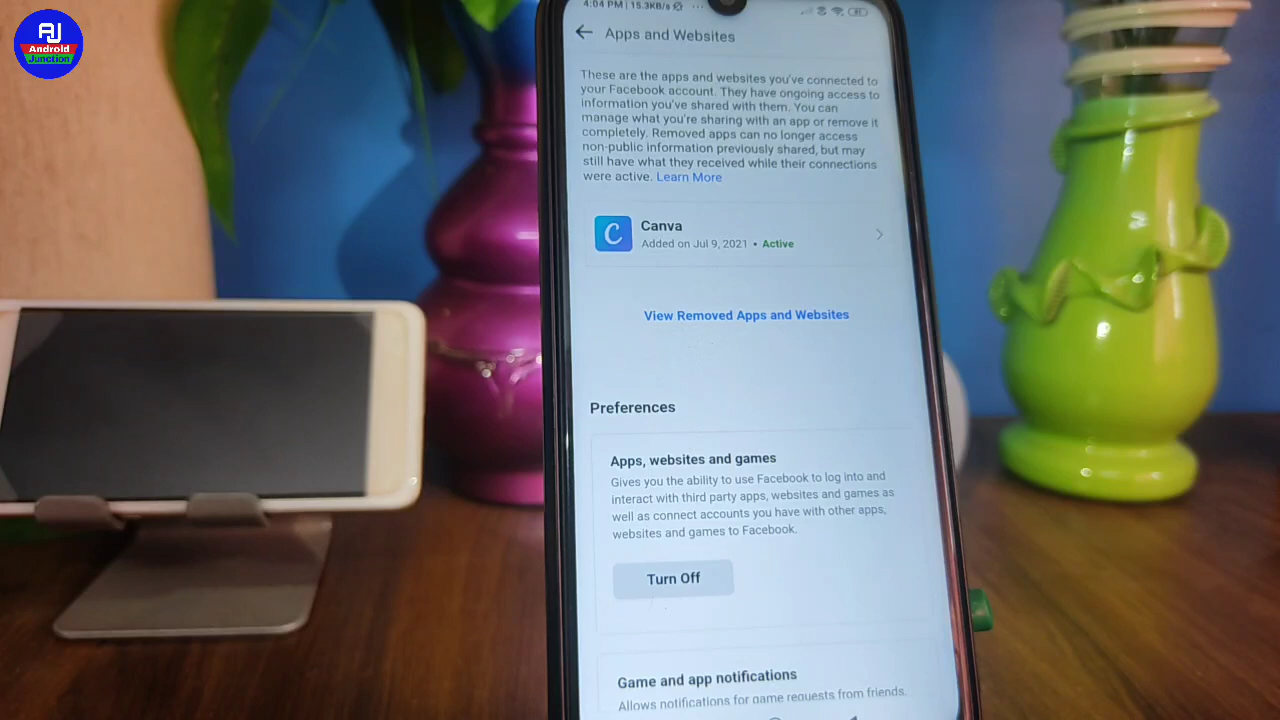 AJ
Android
Junction
4:04 PM | 15.3KB/s
Apps and Websites
These are the apps and websites you've connected to
your Facebook account. They have ongoing access to
information you've shared with them. You can
manage what you're sharing with an app or remove it
completely. Removed apps can no longer access
non-public information previously shared, but may
still have what they received while their connections
were active. Learn More
C
Canva
Added on Jul 9, 2021 • Active
View Removed Apps and Websites
Preferences
Apps, websites and games
Gives you the ability to use Facebook to log into and
interact with third party apps, websites and games as
well as connect accounts you have with other apps,
websites and games to Facebook.
Turn Off
Game and app notifications
Allows notifications for game requests from friends,